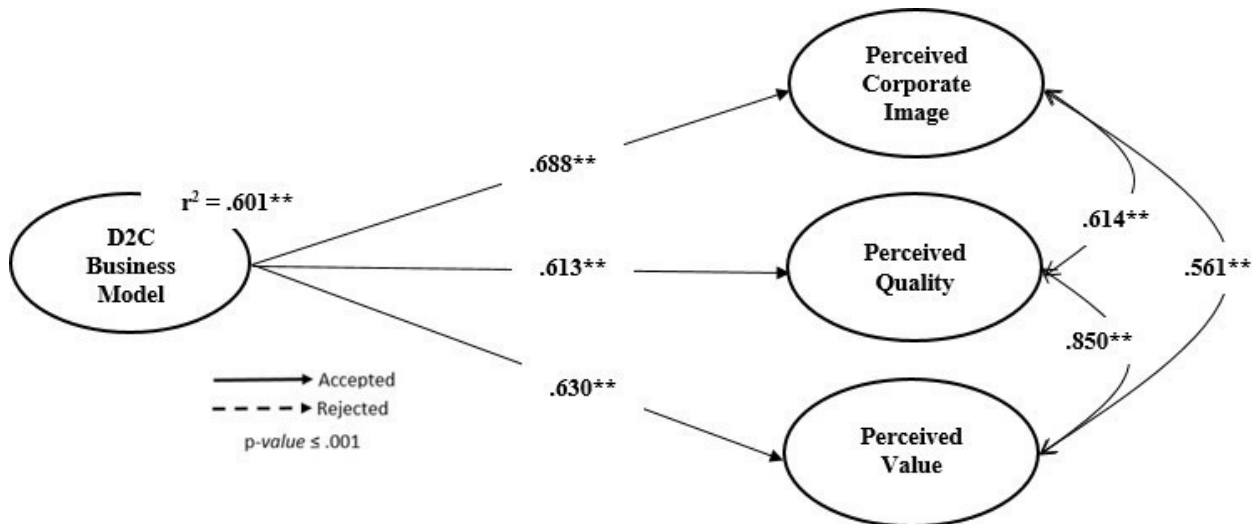 Perceived
Corporate
Image
.688**
r² = .601**
D2C
Business
Model
.614**
.613**
Perceived
Quality
.561**
.850**
.630**
Accepted
Rejected
p-value ≤ .001
Perceived
Value